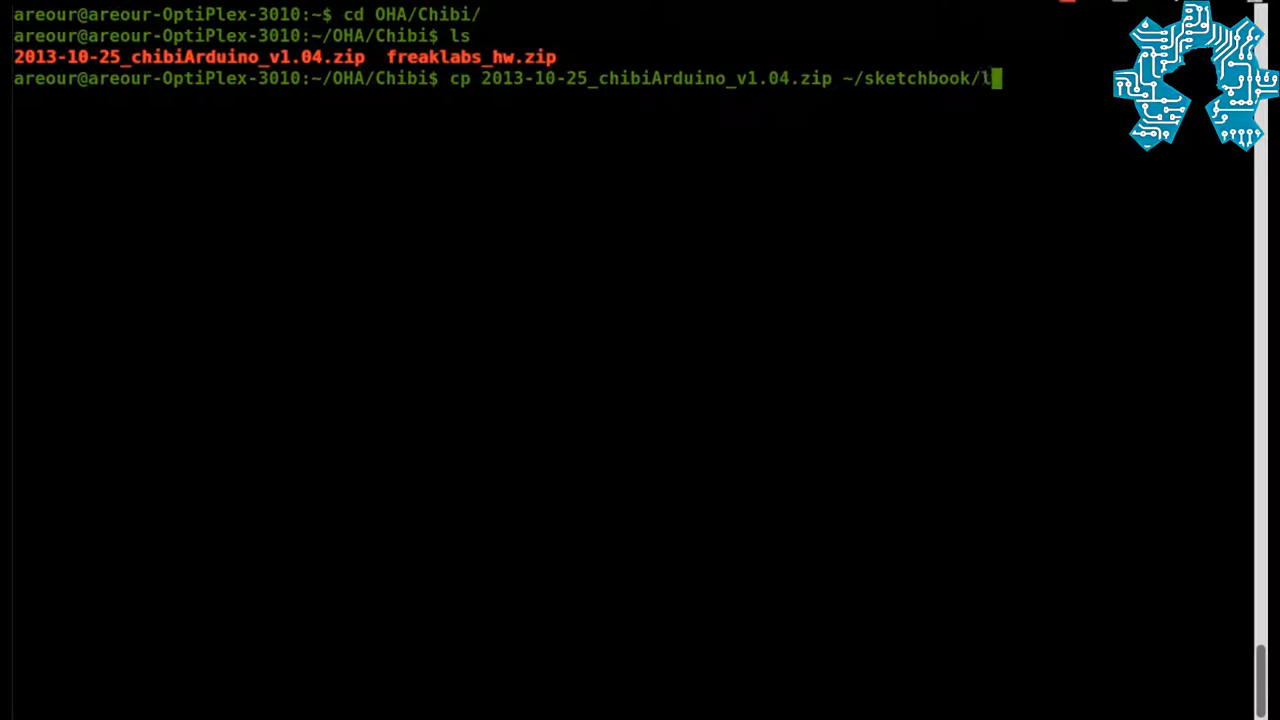 areour@areour-OptiPlex-3010:~$ cd OHA/Chibi/
areour@areour-OptiPlex-3010:~/OHA/Chibi$ ls
2013-10-25_chibiArduino_v1.04.zip  freaklabs_hw.zip
areour@areour-OptiPlex-3010:~/OHA/Chibi$ cp 2013-10-25_chibiArduino_v1.04.zip ~/sketchbook/l